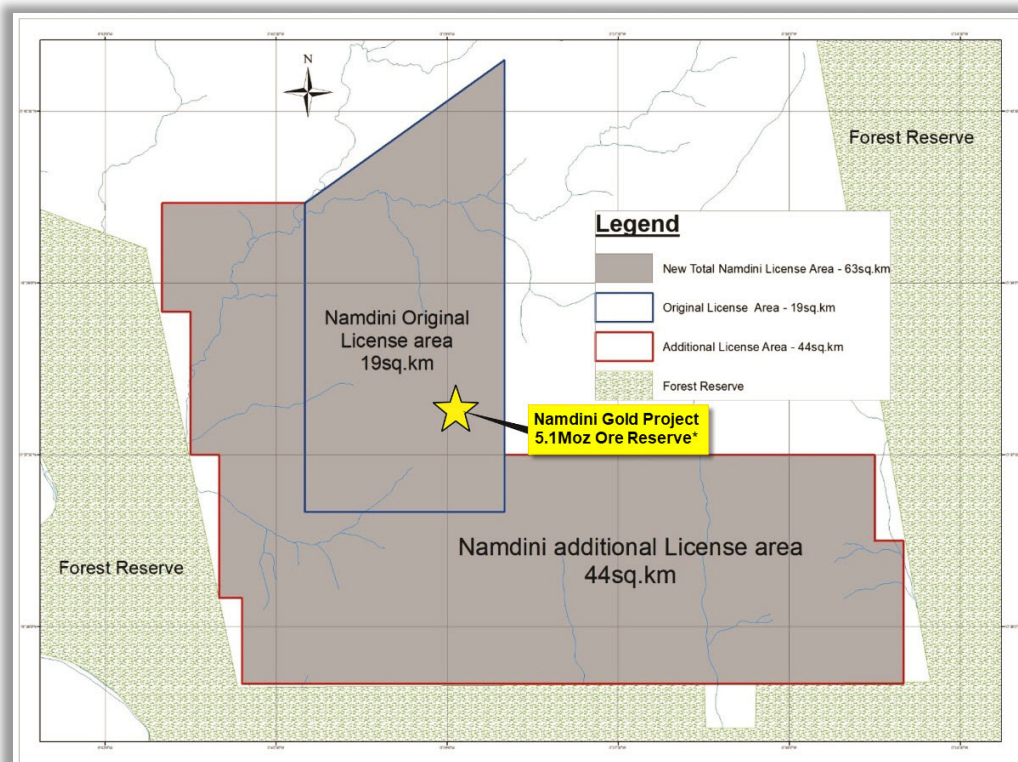 N
Forest Reserve
Legend
New Total Namdini License Area - 63sq.km
Original License Area - 19sq.km
Additional License Area - 44sq.km
Forest Reserve
Namdini Original
License area
19sq.km
Namdini Gold Project
5.1Moz Ore Reserve*
Namdini additional License area
44sq.km
Forest Reserve